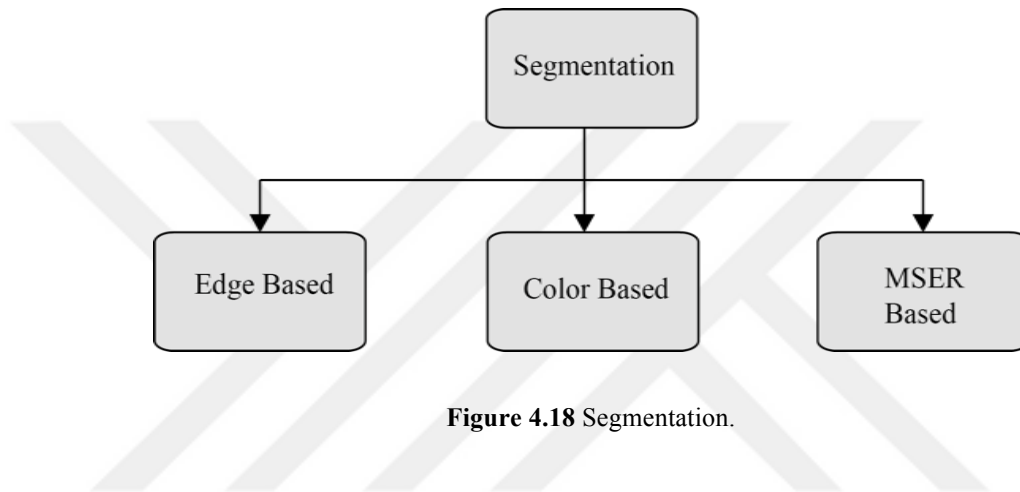 Segmentation
Edge Based
Color Based
MSER
Based
Figure 4.18 Segmentation.